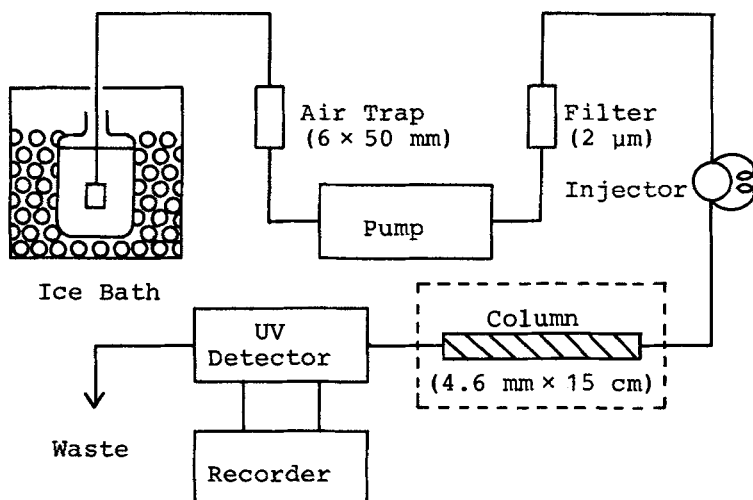 Air Trap
(6 × 50 mm)
Filter
(2 μm)
Injector
Pump
Ice Bath
Column
(4.6 mm × 15 cm)
UV
Detector
Waste
Recorder